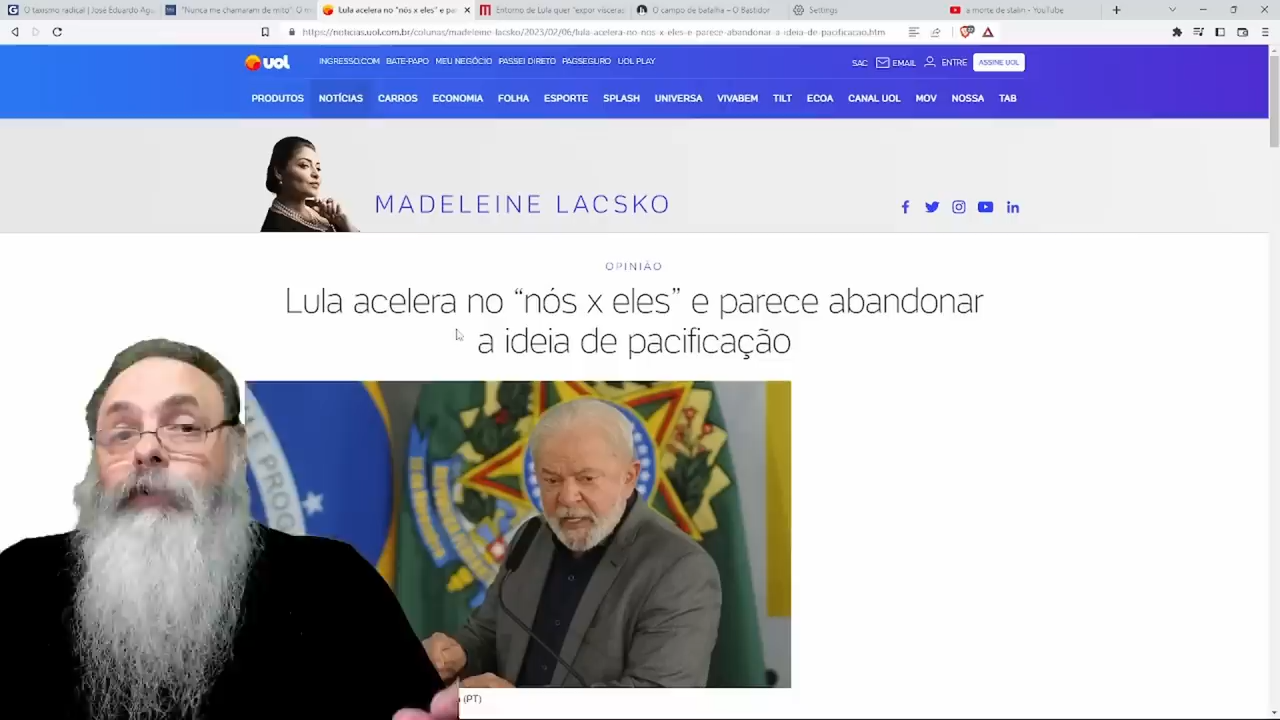 O taxismo radical | José Eduardo Agu
"Nunca me chamaram de mito": O m
Lula acelera no "nós x eles" e pa
Entorno de Lula quer "expor vísceras
O campo de batalha – O Bastidor
Settings
a morte de stalin - YouTube
https://noticias.uol.com.br/colunas/madeleine-lacsko/2023/02/06/lula-acelera-no-nos-x-eles-e-parece-abandonar-a-ideia-de-pacificacao.htm
UOL
INGRESSO.COM BATE-PAPO MEU NEGÓCIO PASSEI DIRETO PAGSEGURO UOL PLAY
SAC EMAIL ENTRE ASSINE UOL
PRODUTOS NOTÍCIAS CARROS ECONOMIA FOLHA ESPORTE SPLASH UNIVERSA VIVABEM TILT ECOA CANAL UOL MOV NOSSA TAB
MADELEINE LACSKO
OPINIÃO
Lula acelera no “nós x eles” e parece abandonar
a ideia de pacificação
(PT)